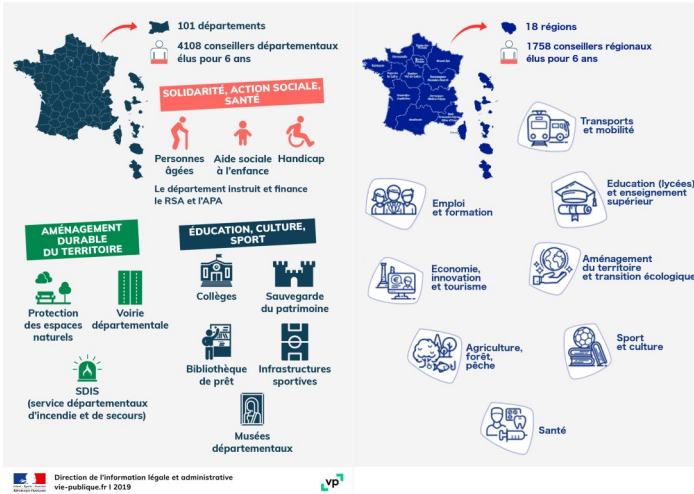 101 départements
4108 conseillers départementaux
élus pour 6 ans
SOLIDARITÉ, ACTION SOCIALE,
SANTÉ
Personnes
âgées
Aide sociale
à l'enfance
Handicap
Le département instruit et finance
le RSA et l'APA
AMÉNAGEMENT
DURABLE
DU TERRITOIRE
Protection
des espaces
naturels
Voirie
départementale
SDIS
(service départementaux
d'incendie et de secours)
ÉDUCATION, CULTURE,
SPORT
Collèges
Sauvegarde
du patrimoine
Bibliothèque
de prêt
Infrastructures
sportives
Musées
départementaux
Direction de l'information légale et administrative
vie-publique.fr I 2019
vp
18 régions
1758 conseillers régionaux
élus pour 6 ans
Transports
et mobilité
Emploi
et formation
Education (lycées)
et enseignement
supérieur
Economie,
innovation
et tourisme
Aménagement
du territoire
et transition écologique
Agriculture,
forêt,
pêche
Sport
et culture
Santé